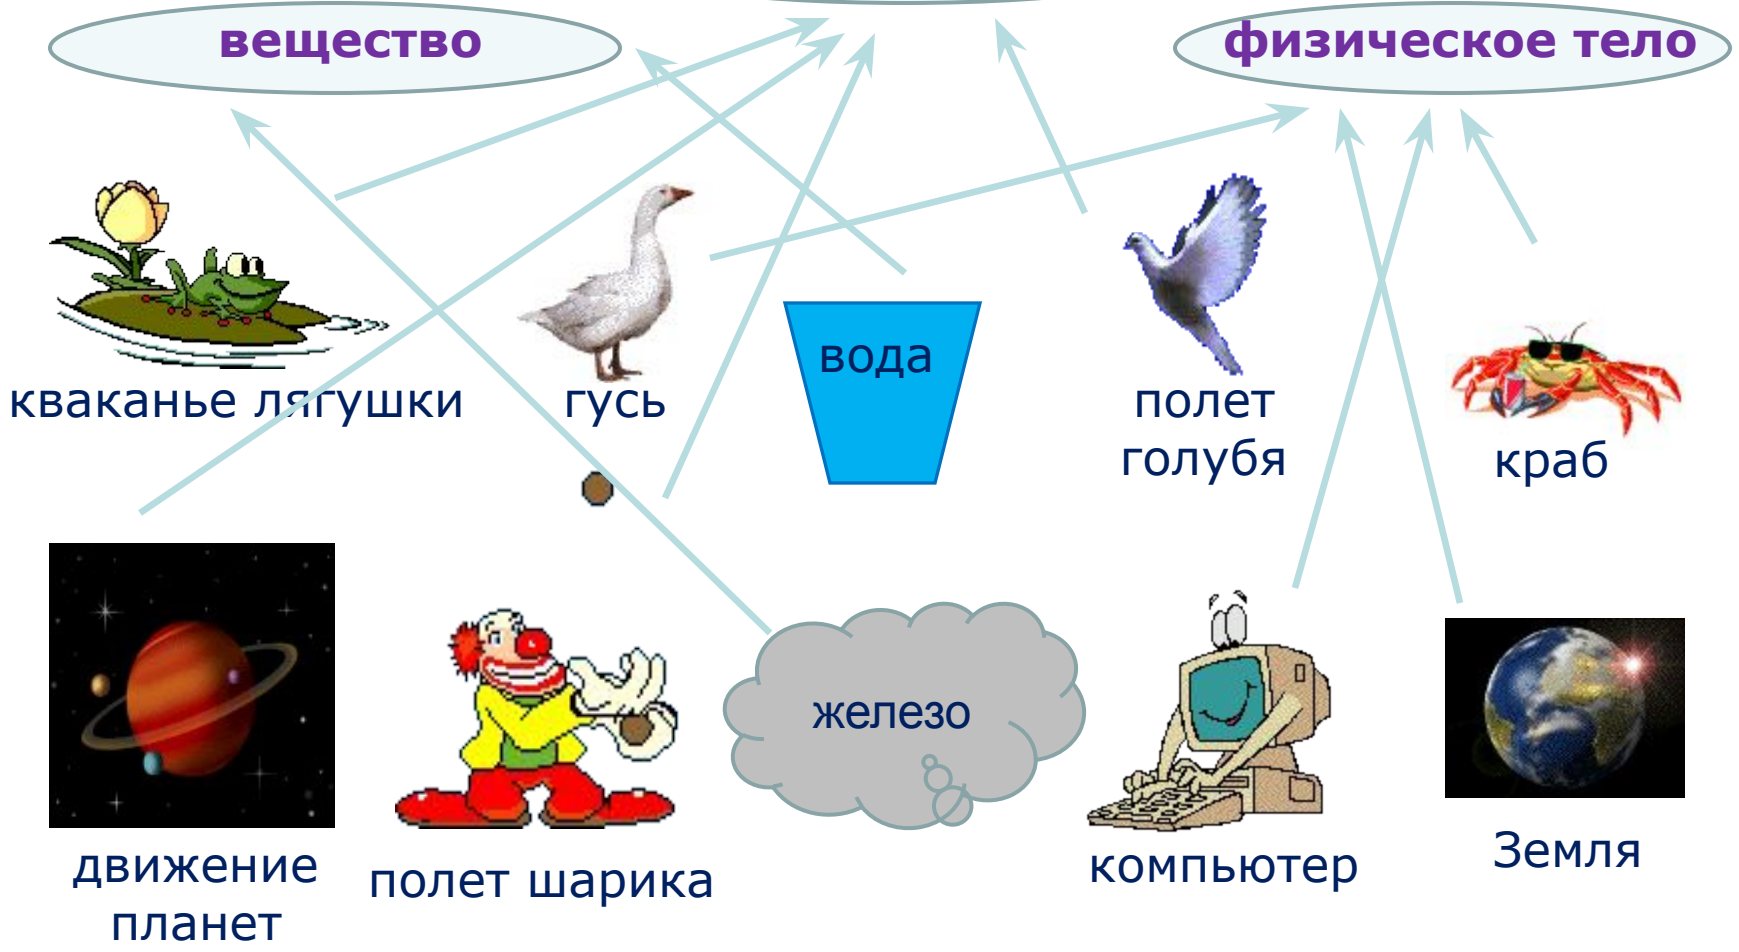 вещество
физическое тело
кваканье лягушки
гусь
вода
полет
голубя
краб
движение
планет
полет шарика
железо
компьютер
Земля